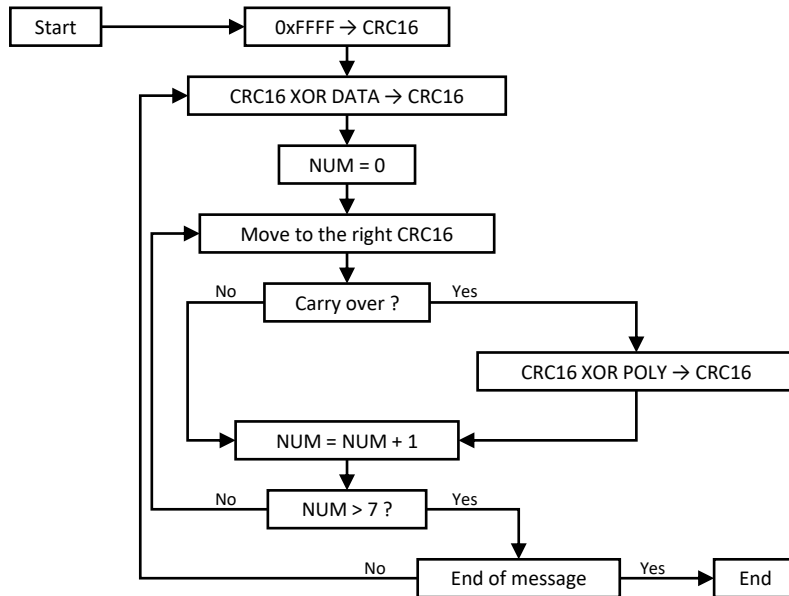 Start
0xFFFF → CRC16
CRC16 XOR DATA → CRC16
NUM = 0
Move to the right CRC16
No
Carry over ?
Yes
CRC16 XOR POLY → CRC16
NUM = NUM + 1
No
NUM > 7 ?
Yes
No
End of message
Yes
End